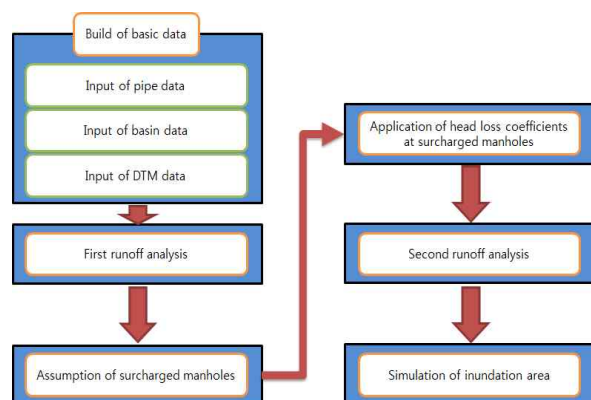 Build of basic data
Input of pipe data
Input of basin data
Input of DTM data
First runoff analysis
Assumption of surcharged manholes
Application of head loss coefficients
at surcharged manholes
Second runoff analysis
Simulation of inundation area